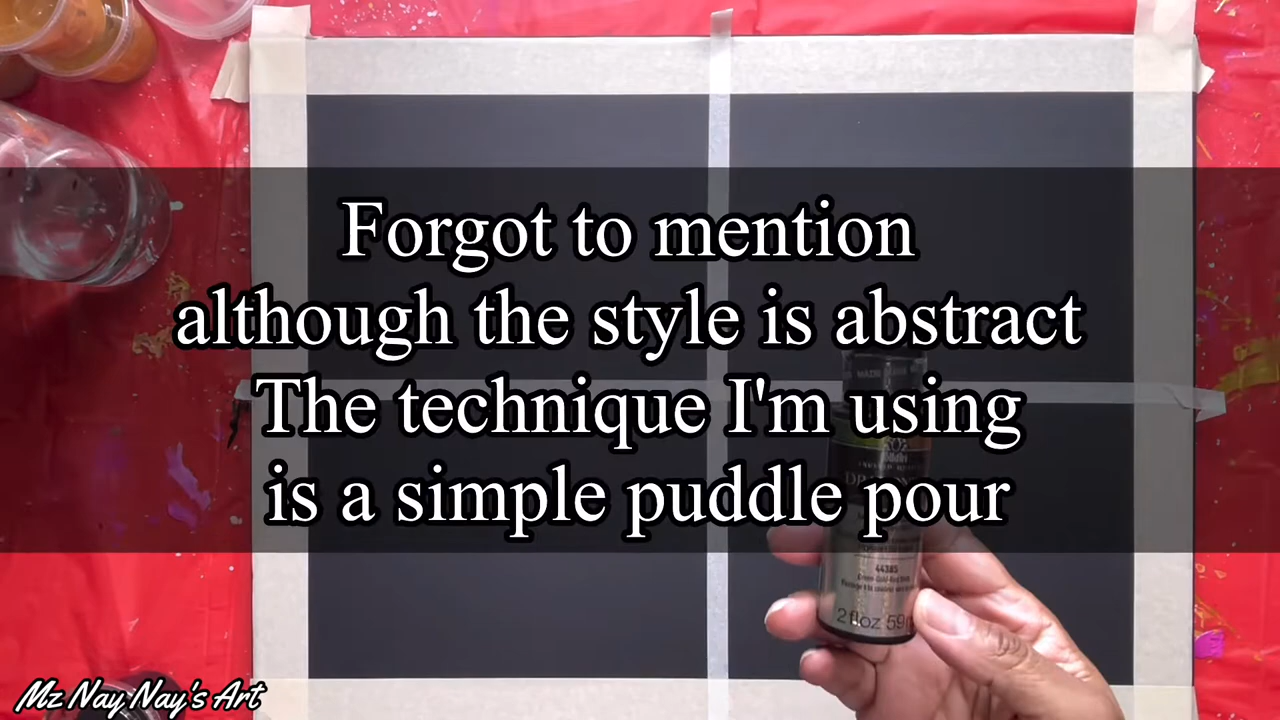 Forgot to mention
although the style is abstract
The technique I'm using
is a simple puddle pour
44385
2 fl oz 59
Mz Nay Nay's Art